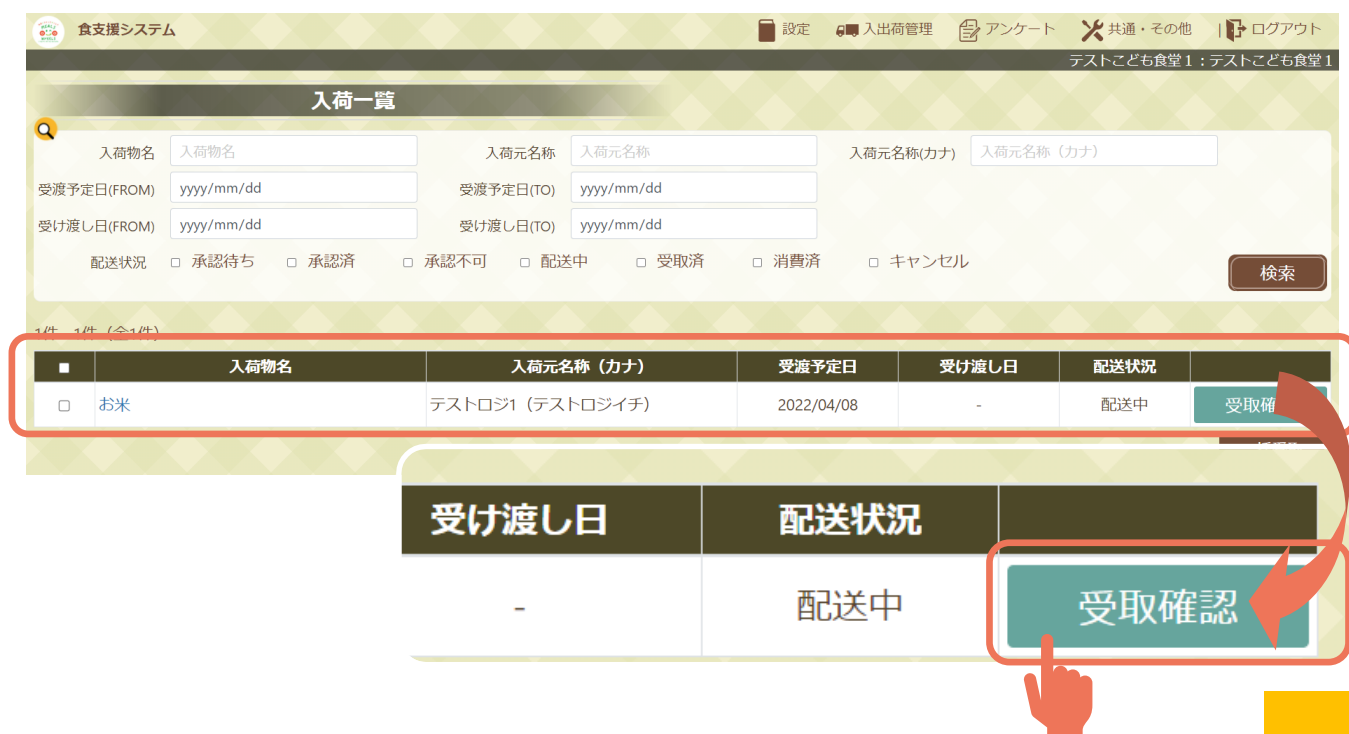 食支援システム 設定 入出荷管理 アンケート 共通・その他 | ログアウト
テストこども食堂1：テストこども食堂1
入荷一覧
入荷物名 入荷物名 入荷元名称 入荷元名称 入荷元名称(カナ) 入荷元名称（カナ）
受渡予定日(FROM) yyyy/mm/dd 受渡予定日(TO) yyyy/mm/dd
受け渡し日(FROM) yyyy/mm/dd 受け渡し日(TO) yyyy/mm/dd
配送状況 承認待ち 承認済 承認不可 配送中 受取済 消費済 キャンセル
検索
1件 - 1件（全1件）
入荷物名 入荷元名称（カナ） 受渡予定日 受け渡し日 配送状況
お米 テストロジ1（テストロジイチ） 2022/04/08 - 配送中 受取確
受け渡し日 配送状況
- 配送中 受取確認